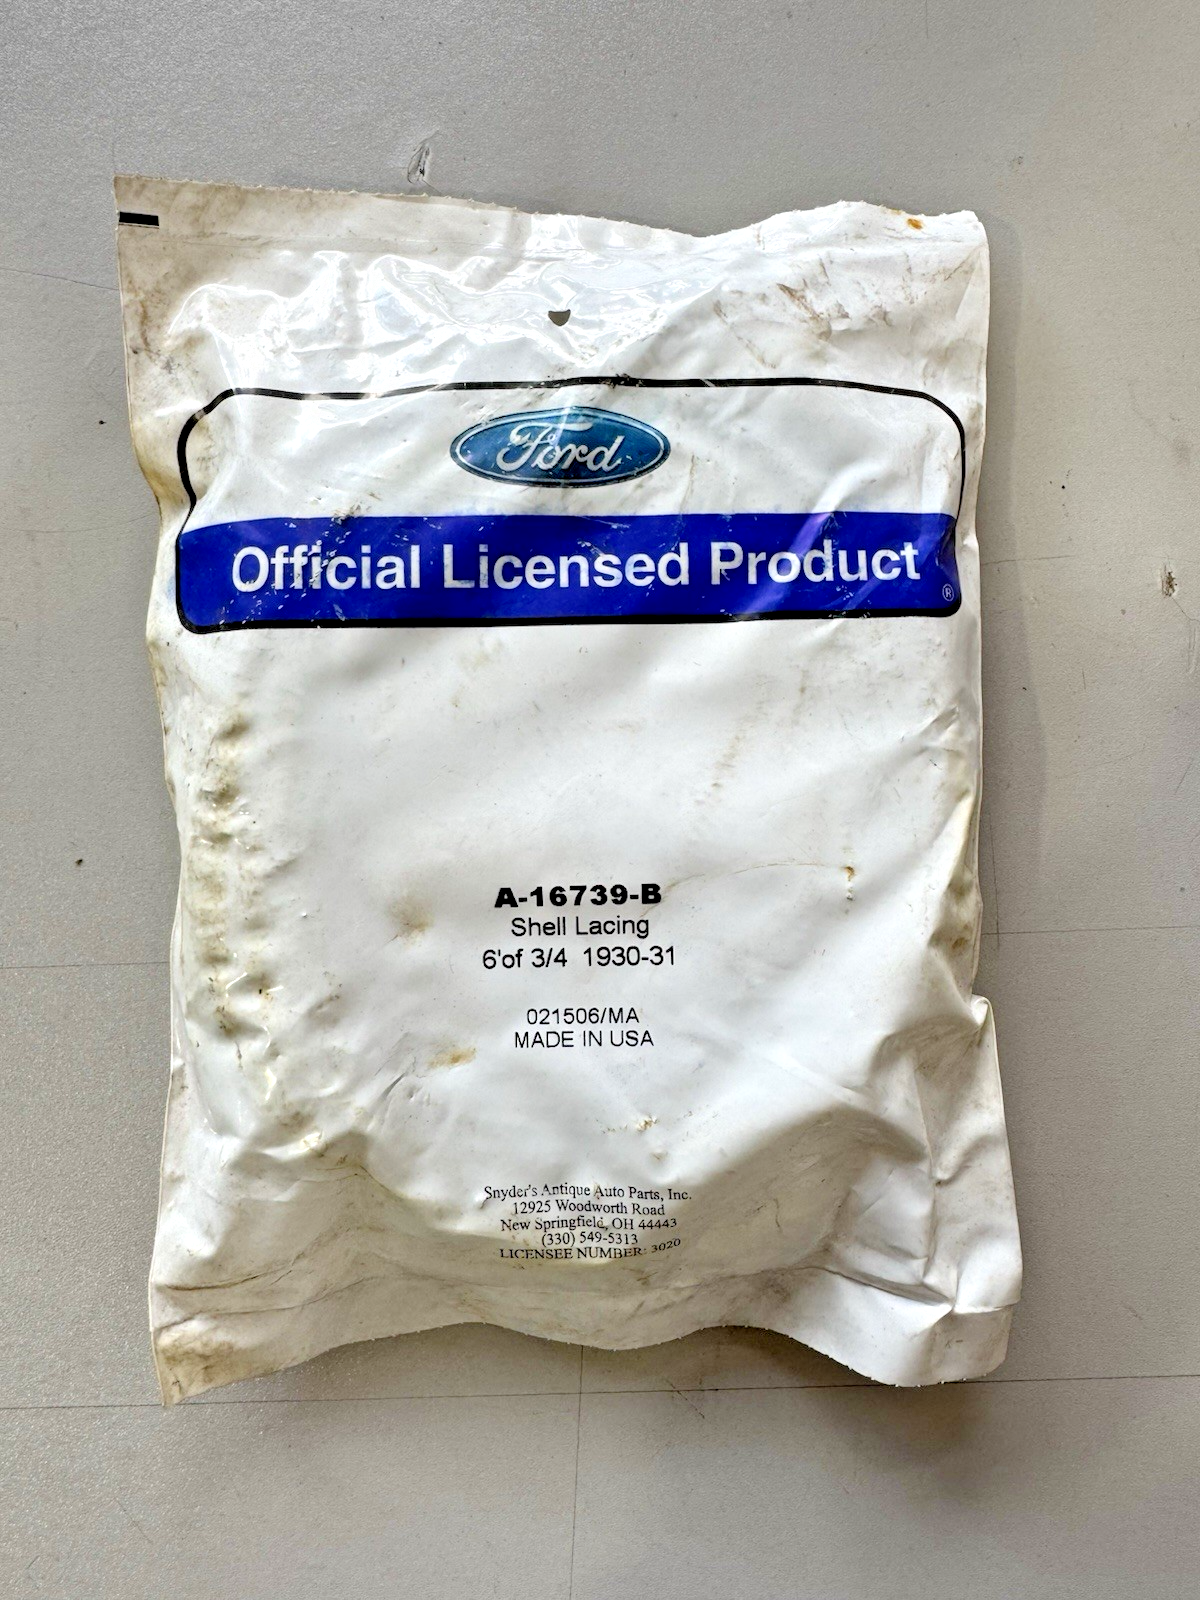 Ford
Official Licensed Product
®
A-16739-B
Shell Lacing
6'of 3/4 1930-31
021506/MA
MADE IN USA
Snyder's Antique Auto Parts, Inc.
12925 Woodworth Road
New Springfield, OH 44443
(330) 549-5313
LICENSEE NUMBER: 3020